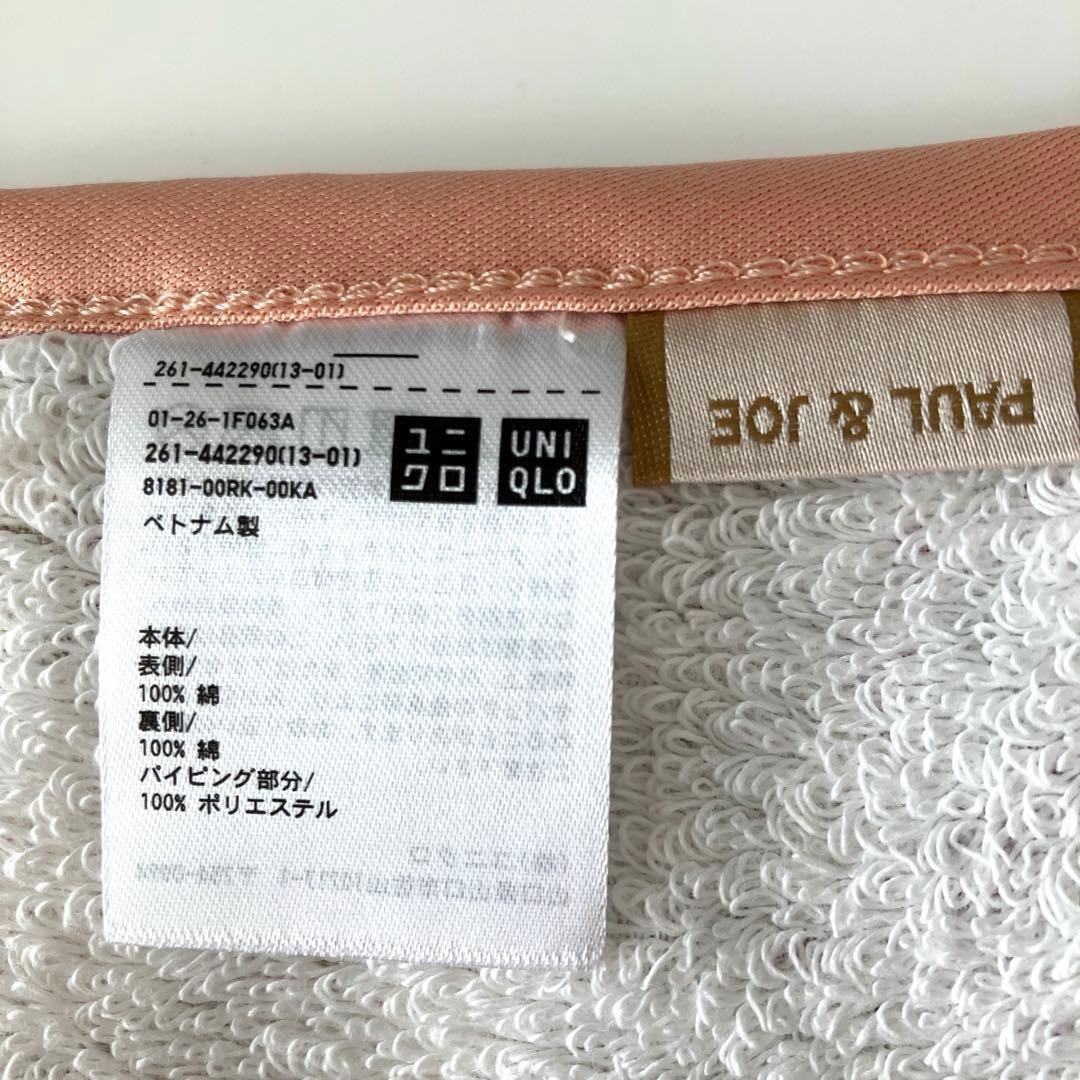 261-442290(13-01)
01-26-1F063A
261-442290(13-01)
8181-00RK-00KA
ベトナム製
ユニ
クロ
UNI
QLO
本体/
表側/
100% 綿
裏側/
100% 綿
パイピング部分/
100% ポリエステル
PAUL & JOE